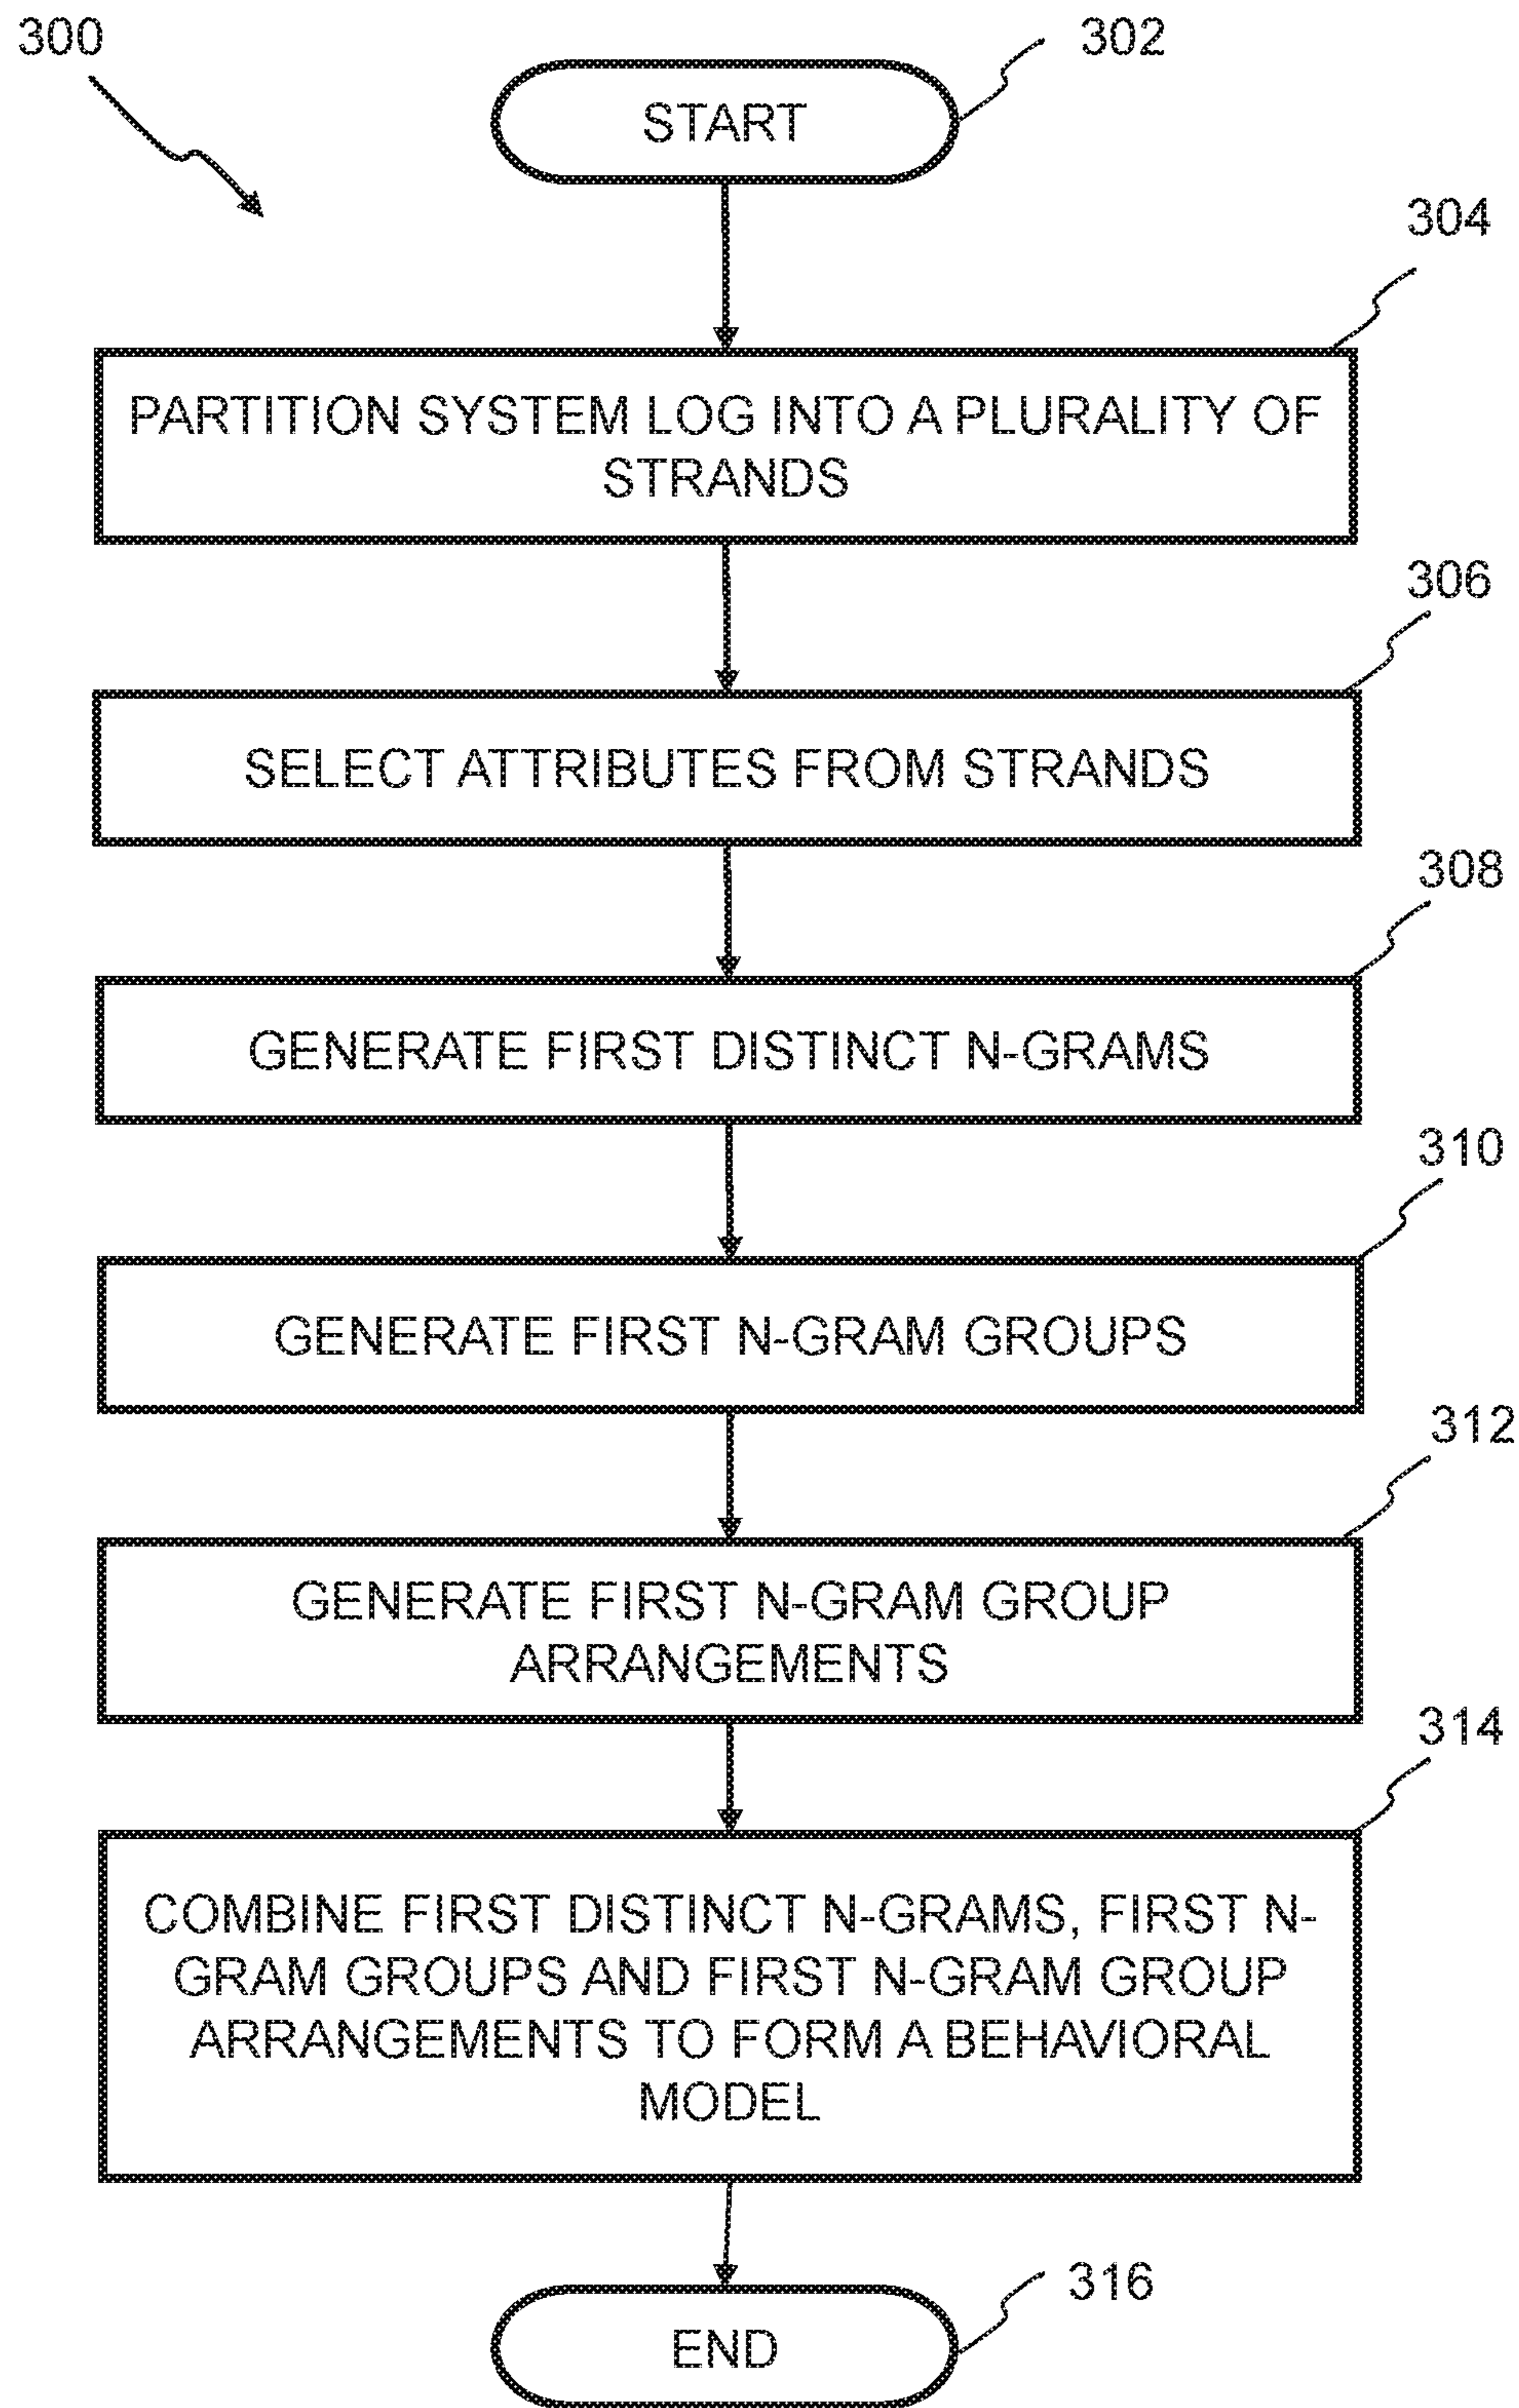 300
302
START
304
PARTITION SYSTEM LOG INTO A PLURALITY OF
STRANDS
306
SELECT ATTRIBUTES FROM STRANDS
308
GENERATE FIRST DISTINCT N-GRAMS
310
GENERATE FIRST N-GRAM GROUPS
312
GENERATE FIRST N-GRAM GROUP
ARRANGEMENTS
314
COMBINE FIRST DISTINCT N-GRAMS, FIRST N-
GRAM GROUPS AND FIRST N-GRAM GROUP
ARRANGEMENTS TO FORM A BEHAVIORAL
MODEL
316
END